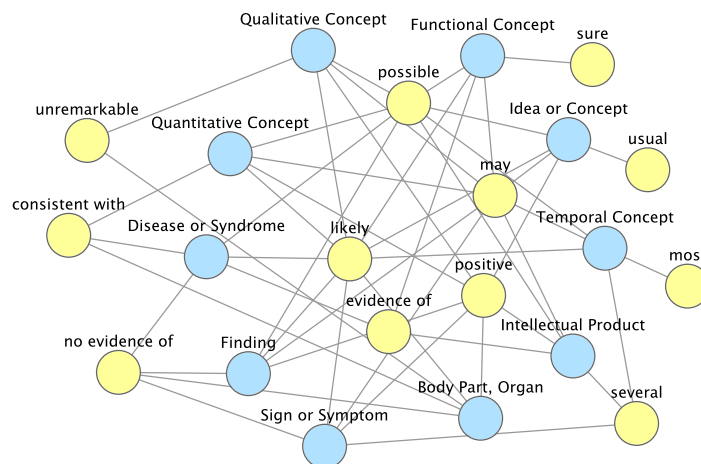 Qualitative Concept
Functional Concept
sure
possible
unremarkable
Quantitative Concept
Idea or Concept
usual
may
consistent with
Disease or Syndrome
likely
Temporal Concept
positive
mos
evidence of
no evidence of
Finding
Intellectual Product
Body Part, Organ
several
Sign or Symptom